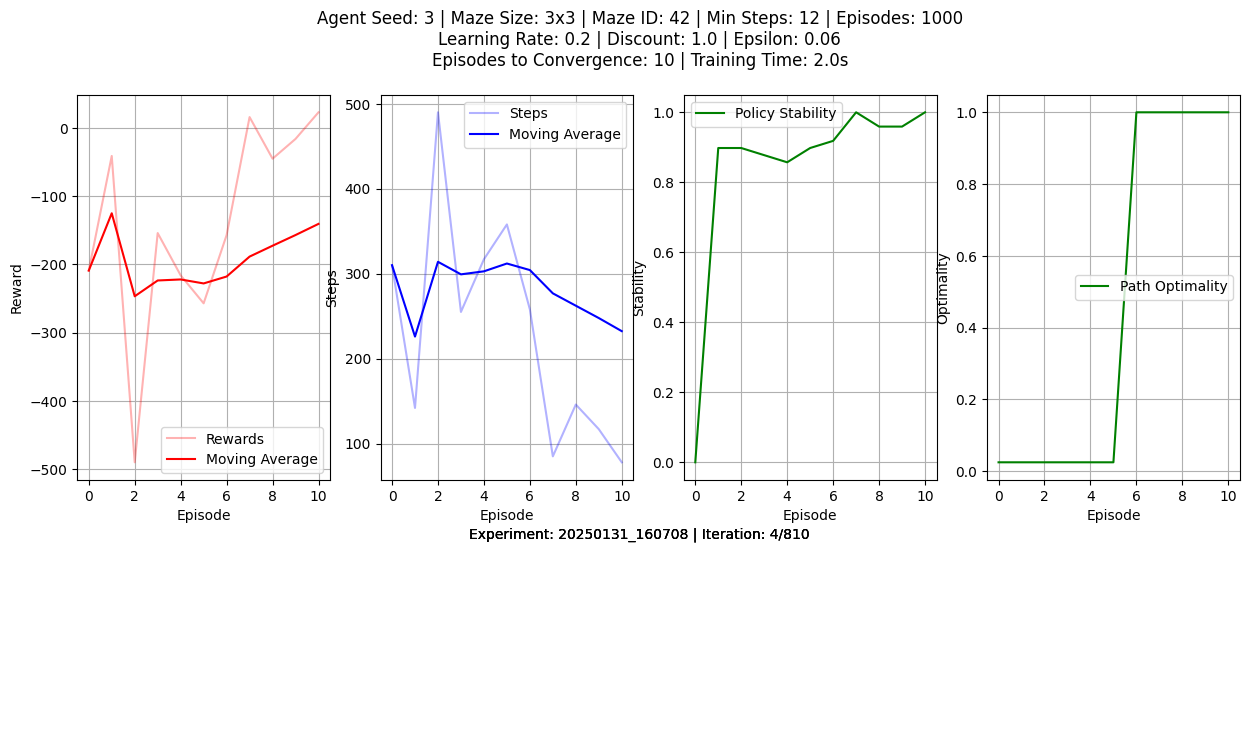 Agent Seed: 3 | Maze Size: 3x3 | Maze ID: 42 | Min Steps: 12 | Episodes: 1000
Learning Rate: 0.2 | Discount: 1.0 | Epsilon: 0.06
Episodes to Convergence: 10 | Training Time: 2.0s
Reward
0
−100
−200
−300
−400
−500
Rewards
Moving Average
0 2 4 6 8 10
Episode
Steps
500
400
300
200
100
Steps
Moving Average
0 2 4 6 8 10
Episode
Stability
1.0
0.8
0.6
0.4
0.2
0.0
Policy Stability
0 2 4 6 8 10
Episode
Optimality
1.0
0.8
0.6
0.4
0.2
0.0
Path Optimality
0 2 4 6 8 10
Episode
Experiment: 20250131_160708 | Iteration: 4/810